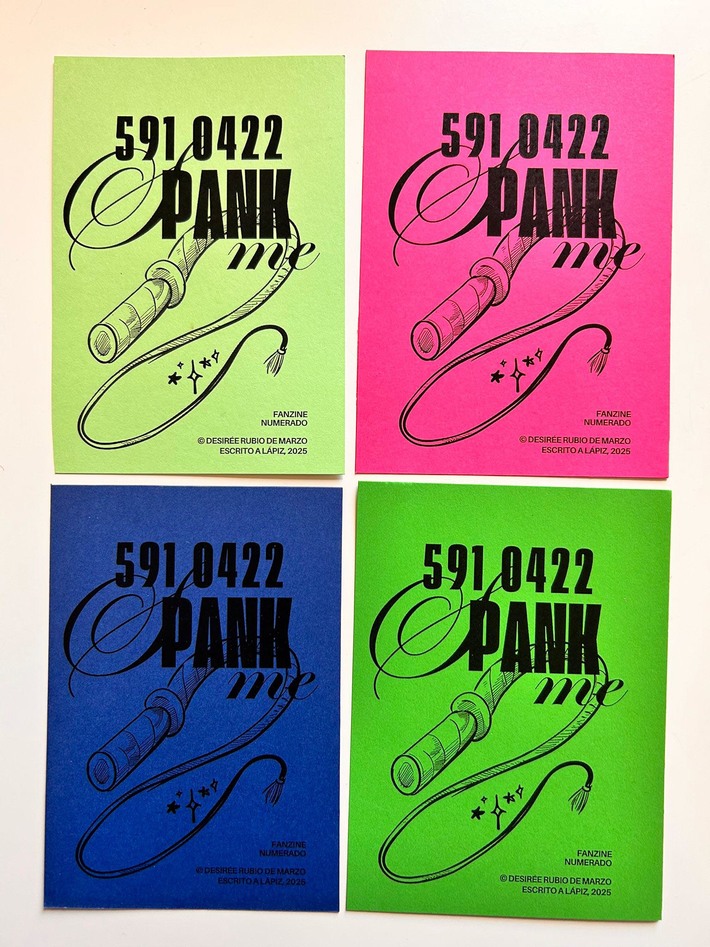 591 0422
SPANK
me
FANZINE
NUMERADO
© DESIRÉE RUBIO DE MARZO
ESCRITO A LÁPIZ, 2025
591 0422
SPANK
me
FANZINE
NUMERADO
© DESIRÉE RUBIO DE MARZO
ESCRITO A LÁPIZ, 2025
591 0422
SPANK
me
FANZINE
NUMERADO
© DESIRÉE RUBIO DE MARZO
ESCRITO A LÁPIZ, 2025
591 0422
SPANK
me
FANZINE
NUMERADO
© DESIRÉE RUBIO DE MARZO
ESCRITO A LÁPIZ, 2025